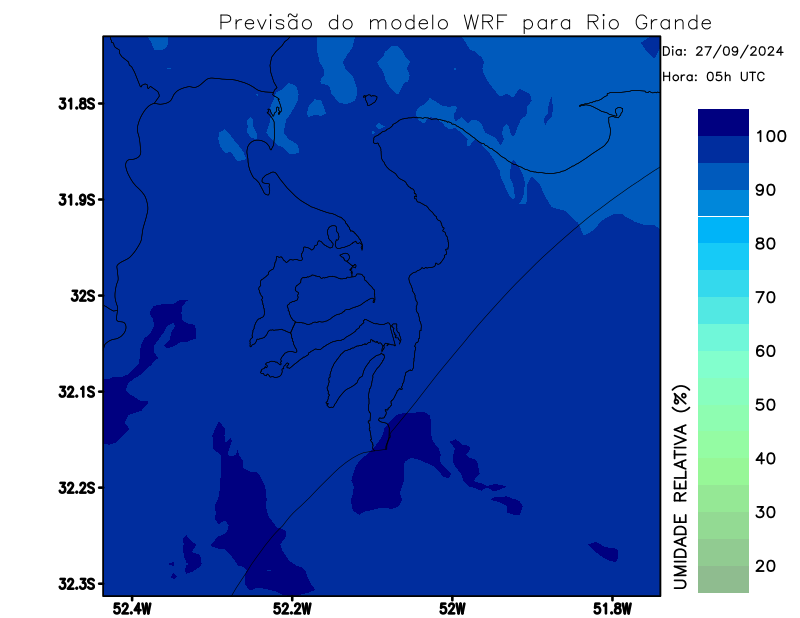 Previsão do modelo WRF para Rio Grande
Dia: 27/09/2024
Hora: 05h UTC
31.8S
31.9S
32S
32.1S
32.2S
32.3S
52.4W
52.2W
52W
51.8W
UMIDADE RELATIVA (%)
100
90
80
70
60
50
40
30
20